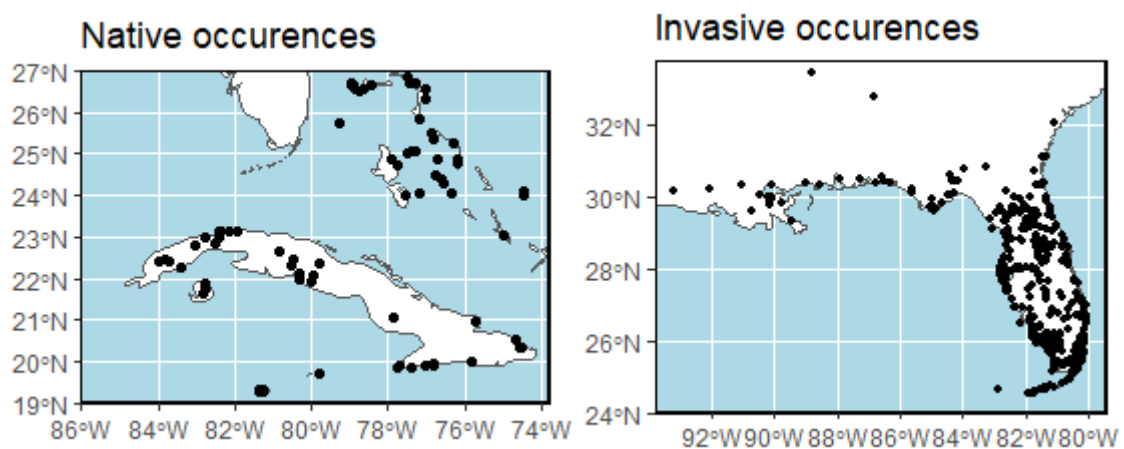 Native occurences
27°N
26°N
25°N
24°N
23°N
22°N
21°N
20°N
19°N
86°W 84°W 82°W 80°W 78°W 76°W 74°W
Invasive occurences
32°N
30°N
28°N
26°N
24°N
92°W 90°W 88°W 86°W 84°W 82°W 80°W